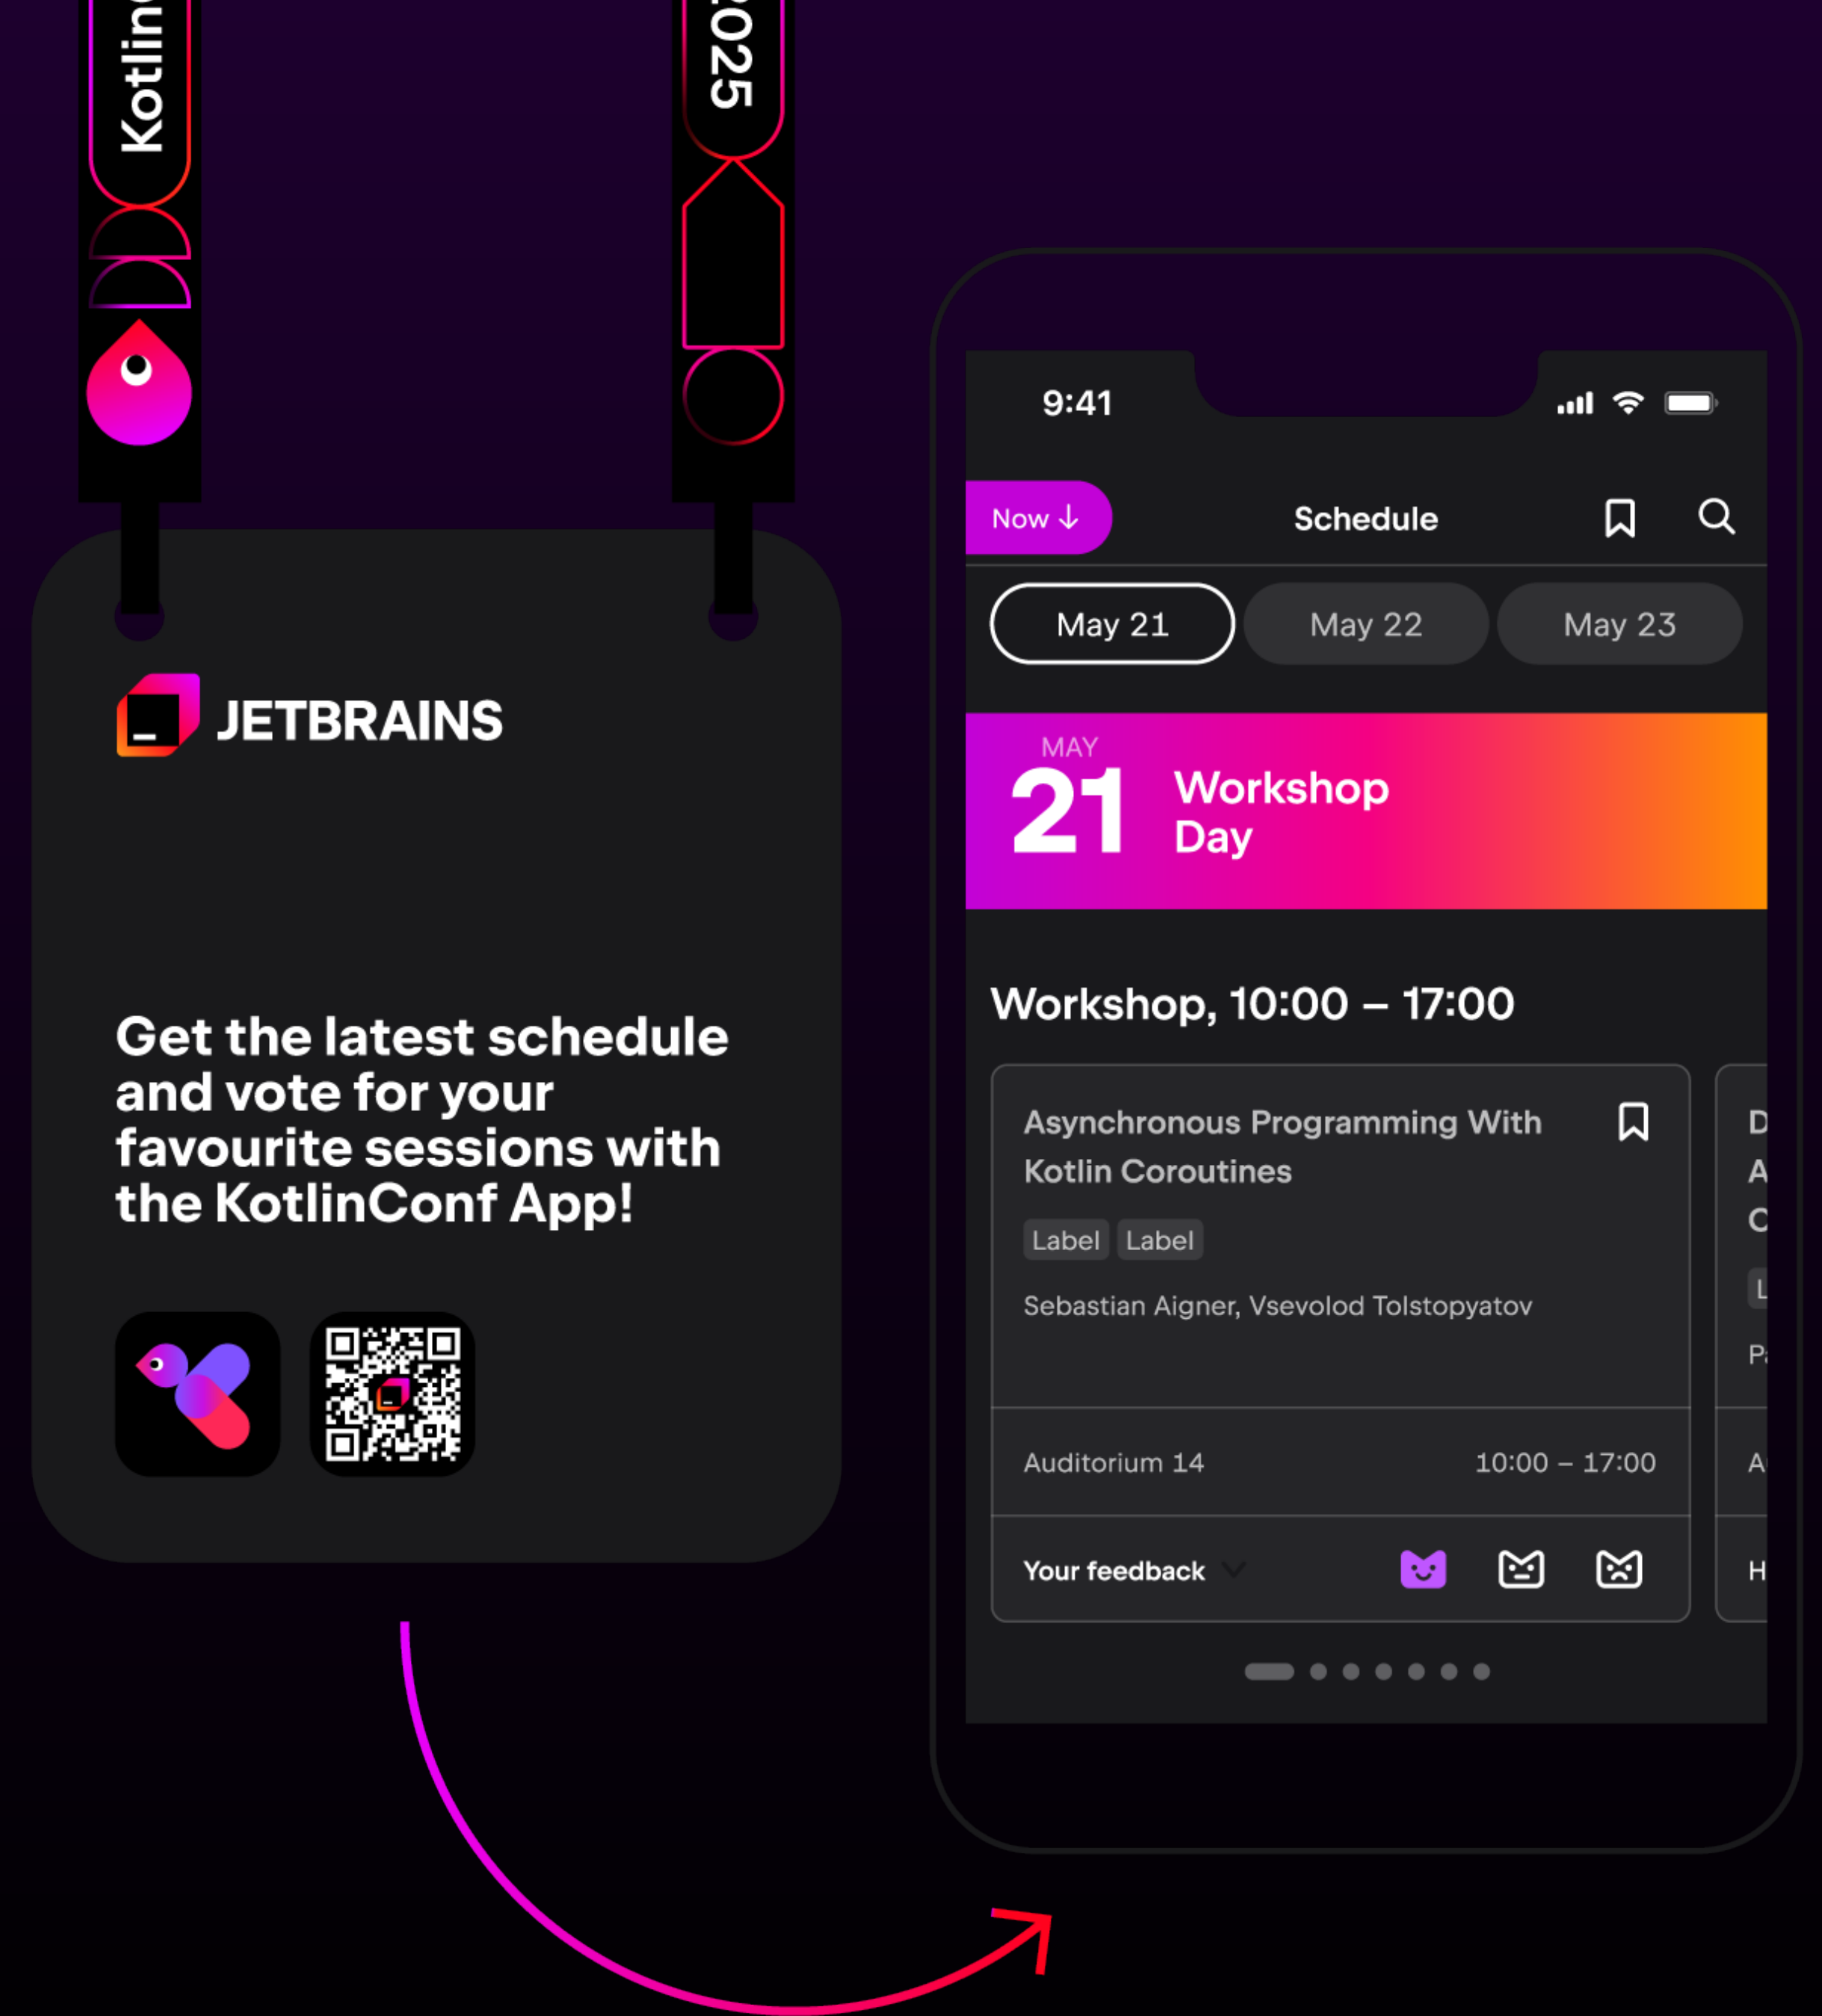 2025
JETBRAINS
Get the latest schedule
and vote for your
favourite sessions with
the KotlinConf App!
9:41
Now ↓
Schedule
May 21
May 22
May 23
MAY
21
Workshop
Day
Workshop, 10:00 – 17:00
Asynchronous Programming With
Kotlin Coroutines
Label
Label
Sebastian Aigner, Vsevolod Tolstopyatov
Auditorium 14
10:00 – 17:00
Your feedback